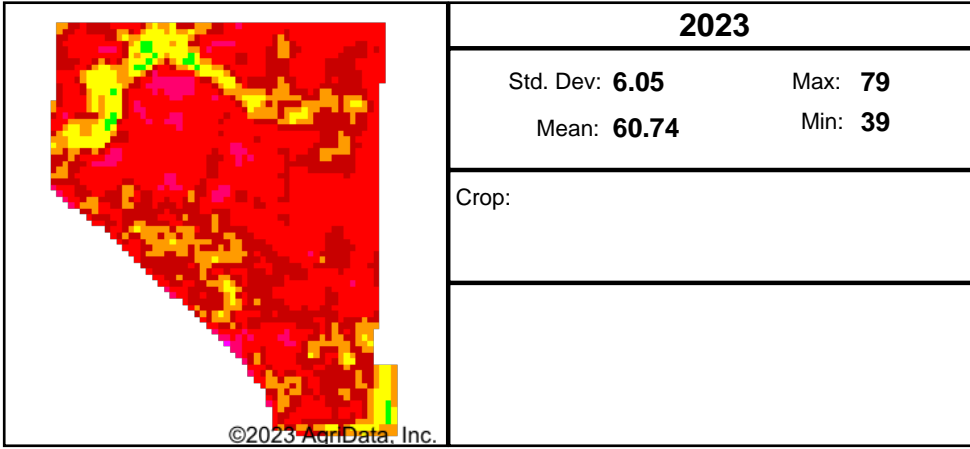 2023
Std. Dev: 6.05 Max: 79
Mean: 60.74 Min: 39
Crop:
©2023 AgriData, Inc.